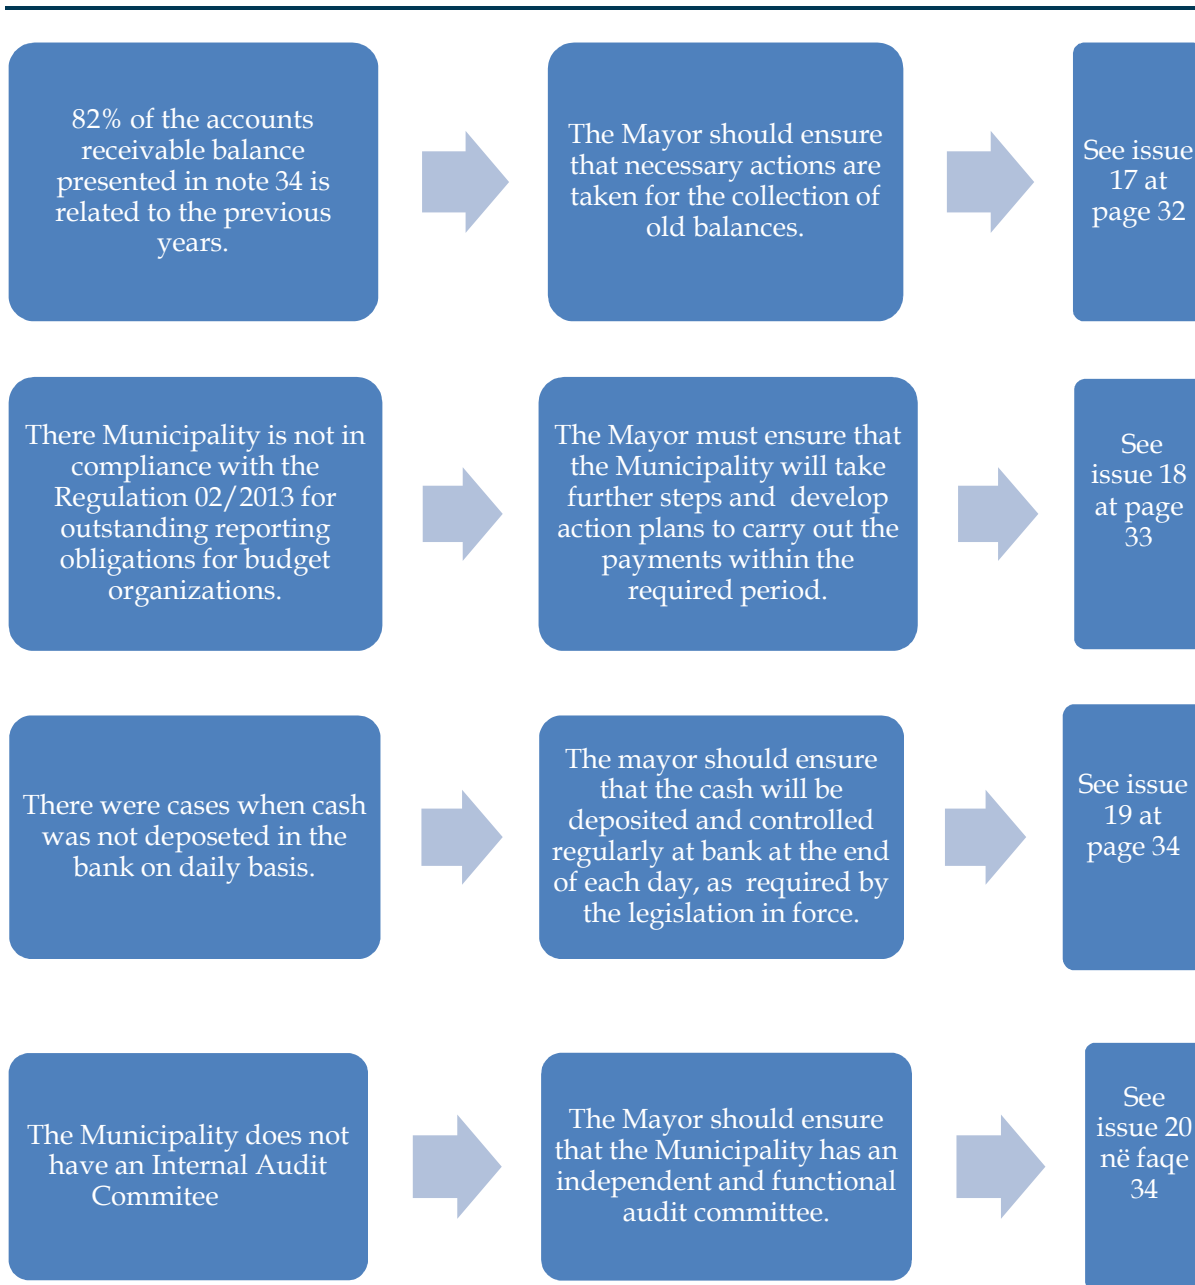 82% of the accounts
receivable balance
presented in note 34 is
related to the previous
years.
The Mayor should ensure
that necessary actions are
taken for the collection of
old balances.
See issue
17 at
page 32
There Municipality is not in
compliance with the
Regulation 02/2013 for
outstanding reporting
obligations for budget
organizations.
The Mayor must ensure that
the Municipality will take
further steps and develop
action plans to carry out the
payments within the
required period.
See
issue 18
at page
33
There were cases when cash
was not deposeted in the
bank on daily basis.
The mayor should ensure
that the cash will be
deposited and controlled
regularly at bank at the end
of each day, as required by
the legislation in force.
See issue
19 at
page 34
The Municipality does not
have an Internal Audit
Commitee
The Mayor should ensure
that the Municipality has an
independent and functional
audit committee.
See
issue 20
në faqe
34